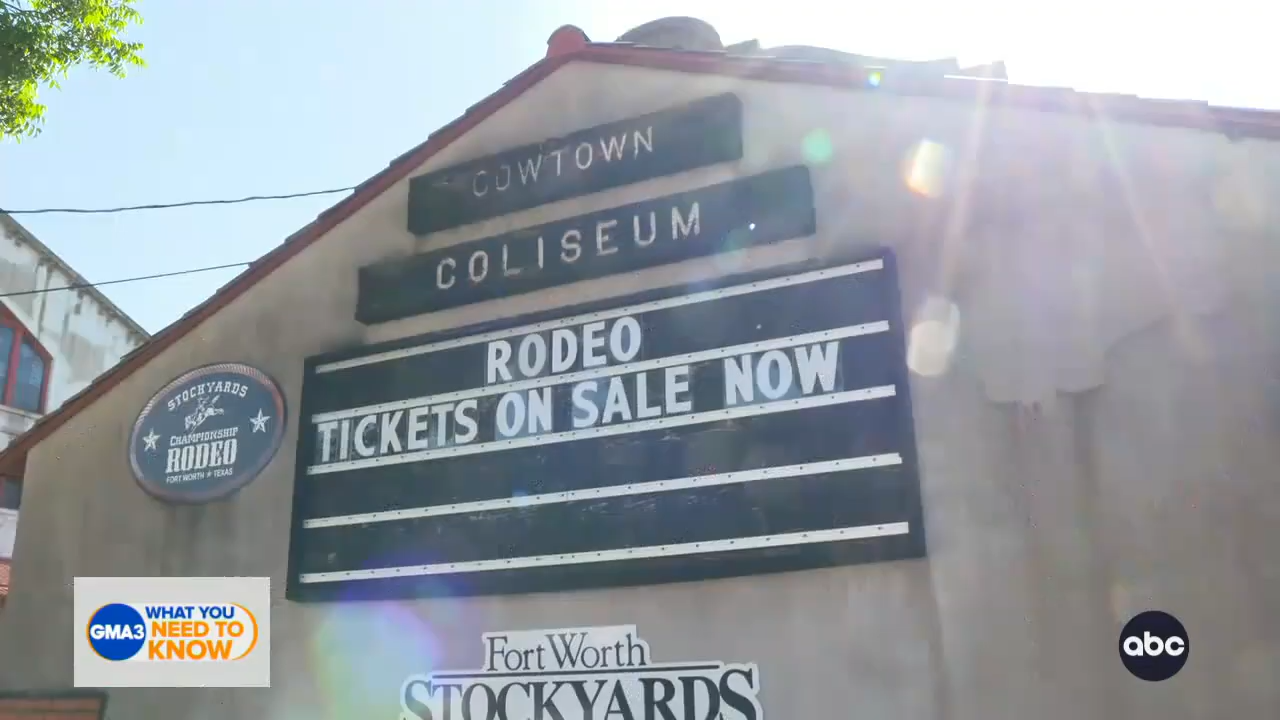 COWTOWN
COLISEUM
RODEO
TICKETS ON SALE NOW
STOCKYARDS
CHAMPIONSHIP
RODEO
FORT WORTH ★ TEXAS
Fort Worth
STOCKYARDS
GMA3
WHAT YOU
NEED TO
KNOW
abc